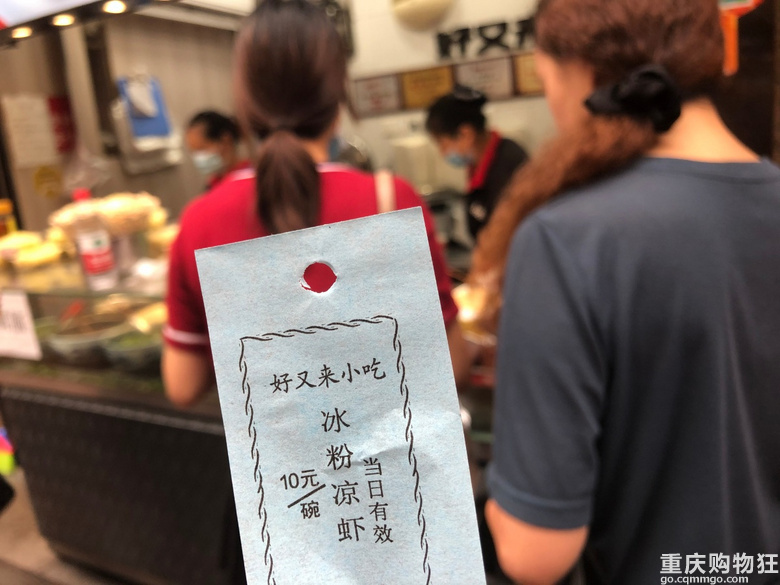 好又来
好又来小吃
冰粉凉虾
10元/碗
当日有效
重庆购物狂
go.cqmmgo.com